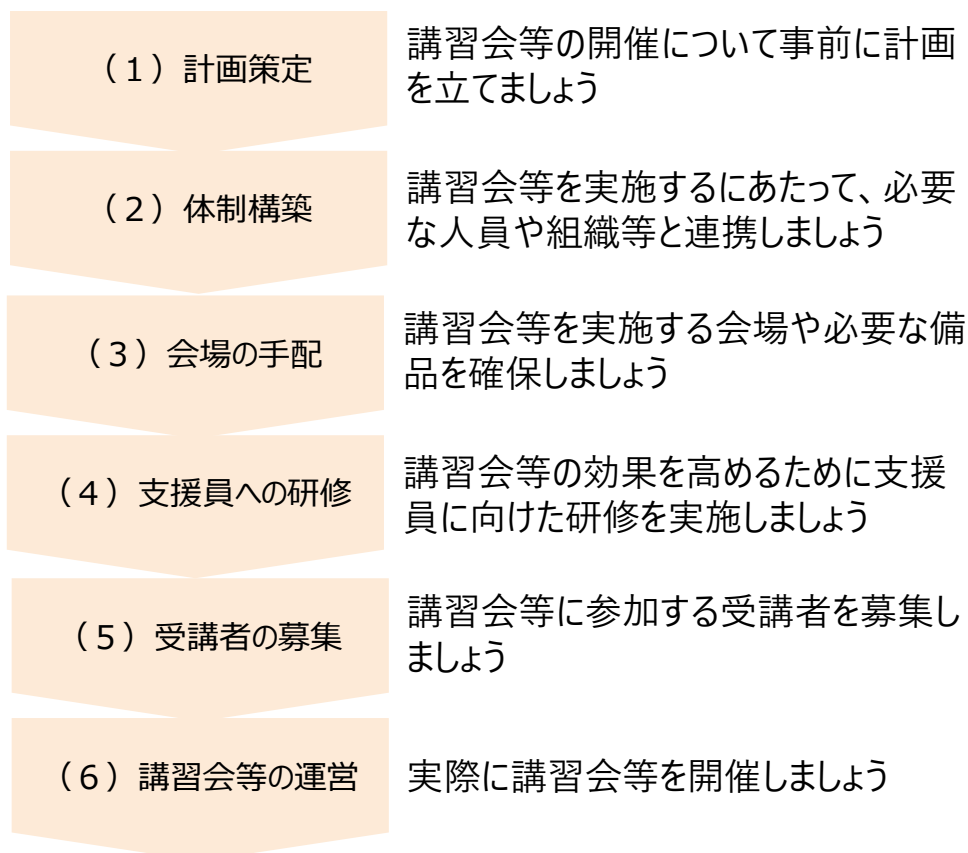 （１）計画策定
講習会等の開催について事前に計画
を立てましょう
（２）体制構築
講習会等を実施するにあたって、必要
な人員や組織等と連携しましょう
（３）会場の手配
講習会等を実施する会場や必要な備
品を確保しましょう
（４）支援員への研修
講習会等の効果を高めるために支援
員に向けた研修を実施しましょう
（５）受講者の募集
講習会等に参加する受講者を募集し
ましょう
（６）講習会等の運営
実際に講習会等を開催しましょう